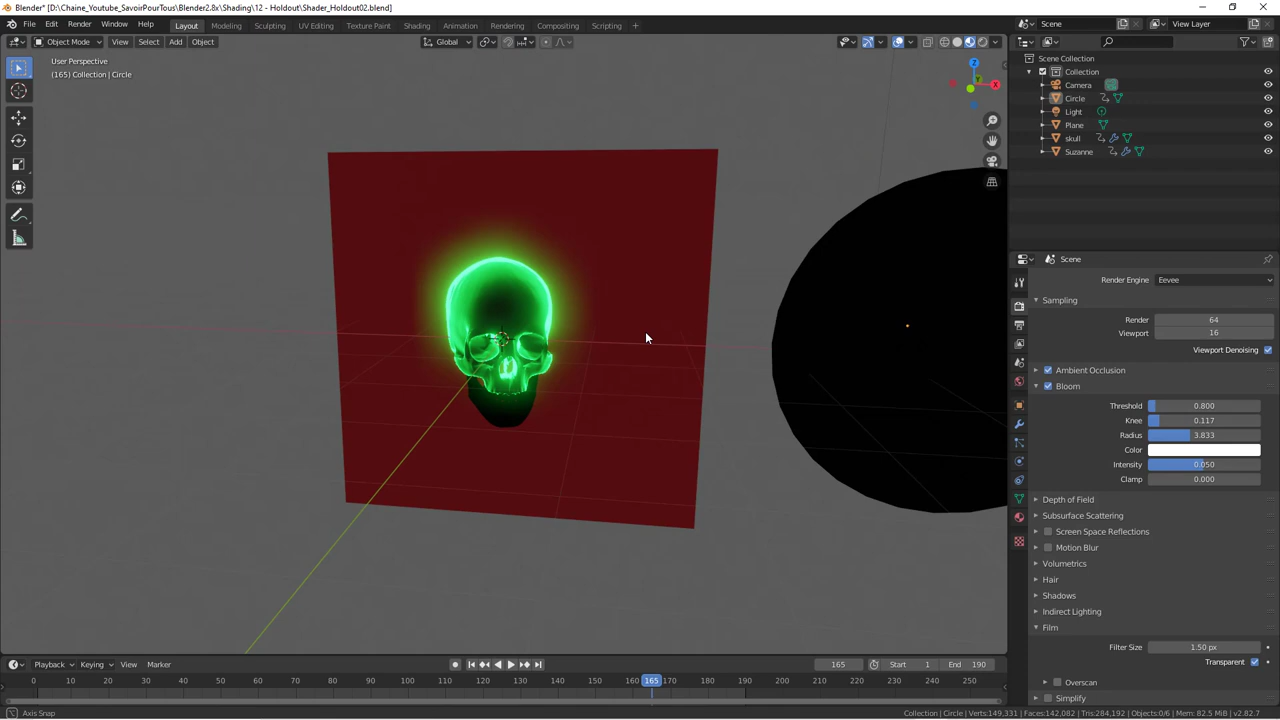 Blender* [D:\Chaine_Youtube_SavoirPourTous\Blender2.8x\Shading\12 - Holdout\Shader_Holdout02.blend]
File Edit Render Window Help Layout Modeling Sculpting UV Editing Texture Paint Shading Animation Rendering Compositing Scripting + Scene View Layer
Object Mode View Select Add Object Global
User Perspective
(165) Collection | Circle
Z
X
Y
Scene Collection
Collection
Camera
Circle
Light
Plane
skull
Suzanne
Scene
Render Engine Eevee
Sampling
Render 64
Viewport 16
Viewport Denoising
Ambient Occlusion
Bloom
Threshold 0.800
Knee 0.117
Radius 3.833
Color
Intensity 0.050
Clamp 0.000
Depth of Field
Subsurface Scattering
Screen Space Reflections
Motion Blur
Volumetrics
Hair
Shadows
Indirect Lighting
Film
Filter Size 1.50 px
Transparent
Overscan
Simplify
Playback Keying View Marker 165 Start 1 End 190
0 10 20 30 40 50 60 70 80 90 100 110 120 130 140 150 160 165 170 180 190 200 210 220 230 240 250
Axis Snap Collection | Circle | Verts:149,331 | Faces:142,082 | Tris:284,192 | Objects:0/6 | Mem: 82.5 MiB | v2.82.7